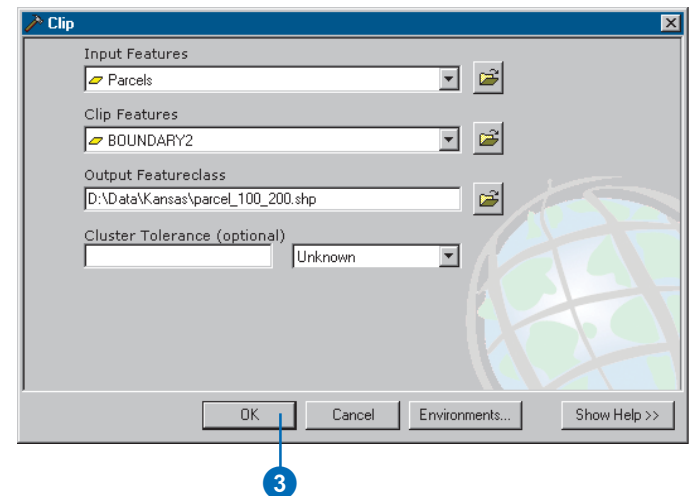 Clip
Input Features
Parcels
Clip Features
BOUNDARY2
Output Featureclass
D:\Data\Kansas\parcel_100_200.shp
Cluster Tolerance (optional)
Unknown
OK Cancel Environments... Show Help >>
3